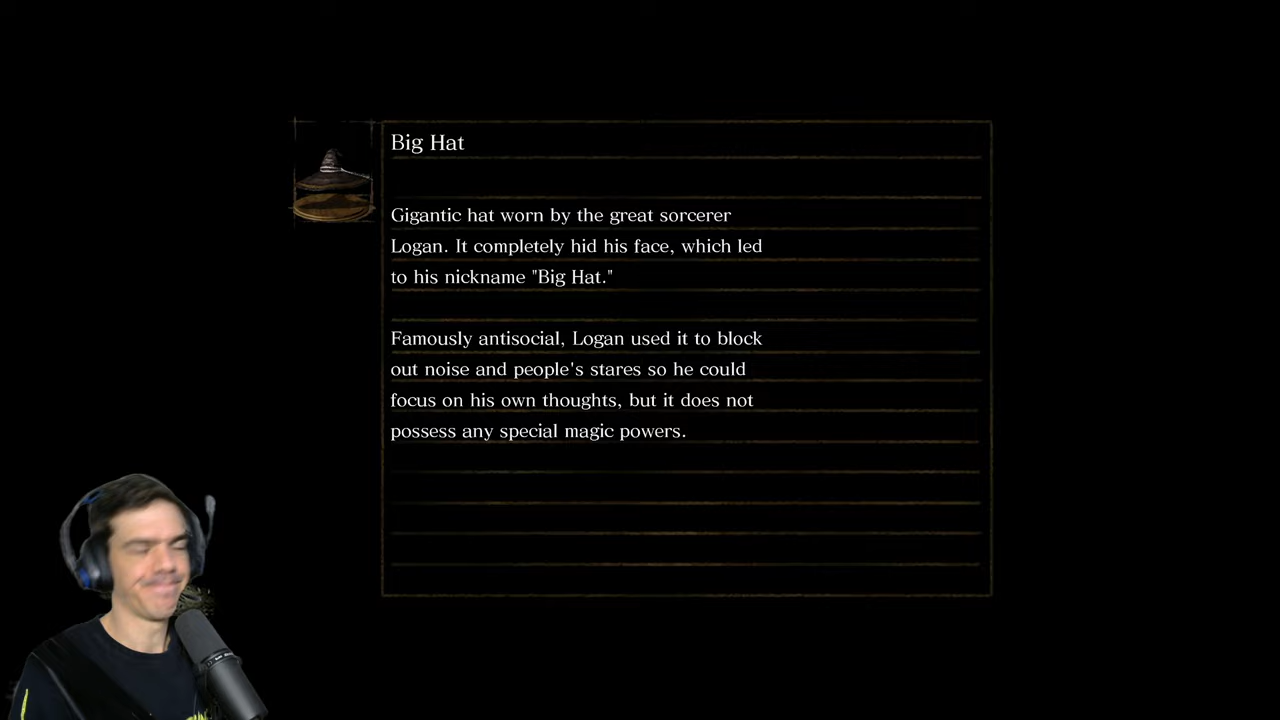 Big Hat
Gigantic hat worn by the great sorcerer
Logan. It completely hid his face, which led
to his nickname "Big Hat."
Famously antisocial, Logan used it to block
out noise and people's stares so he could
focus on his own thoughts, but it does not
possess any special magic powers.